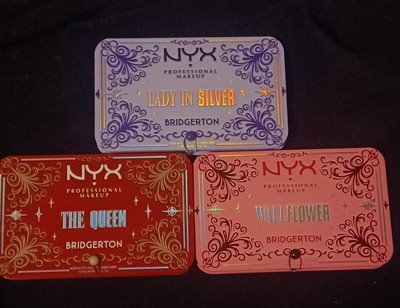 NYX
PROFESSIONAL
MAKEUP
LADY IN SILVER
BRIDGERTON
NYX
PROFESSIONAL
MAKEUP
THE QUEEN
BRIDGERTON
NYX
PROFESSIONAL
MAKEUP
WALLFLOWER
BRIDGERTON